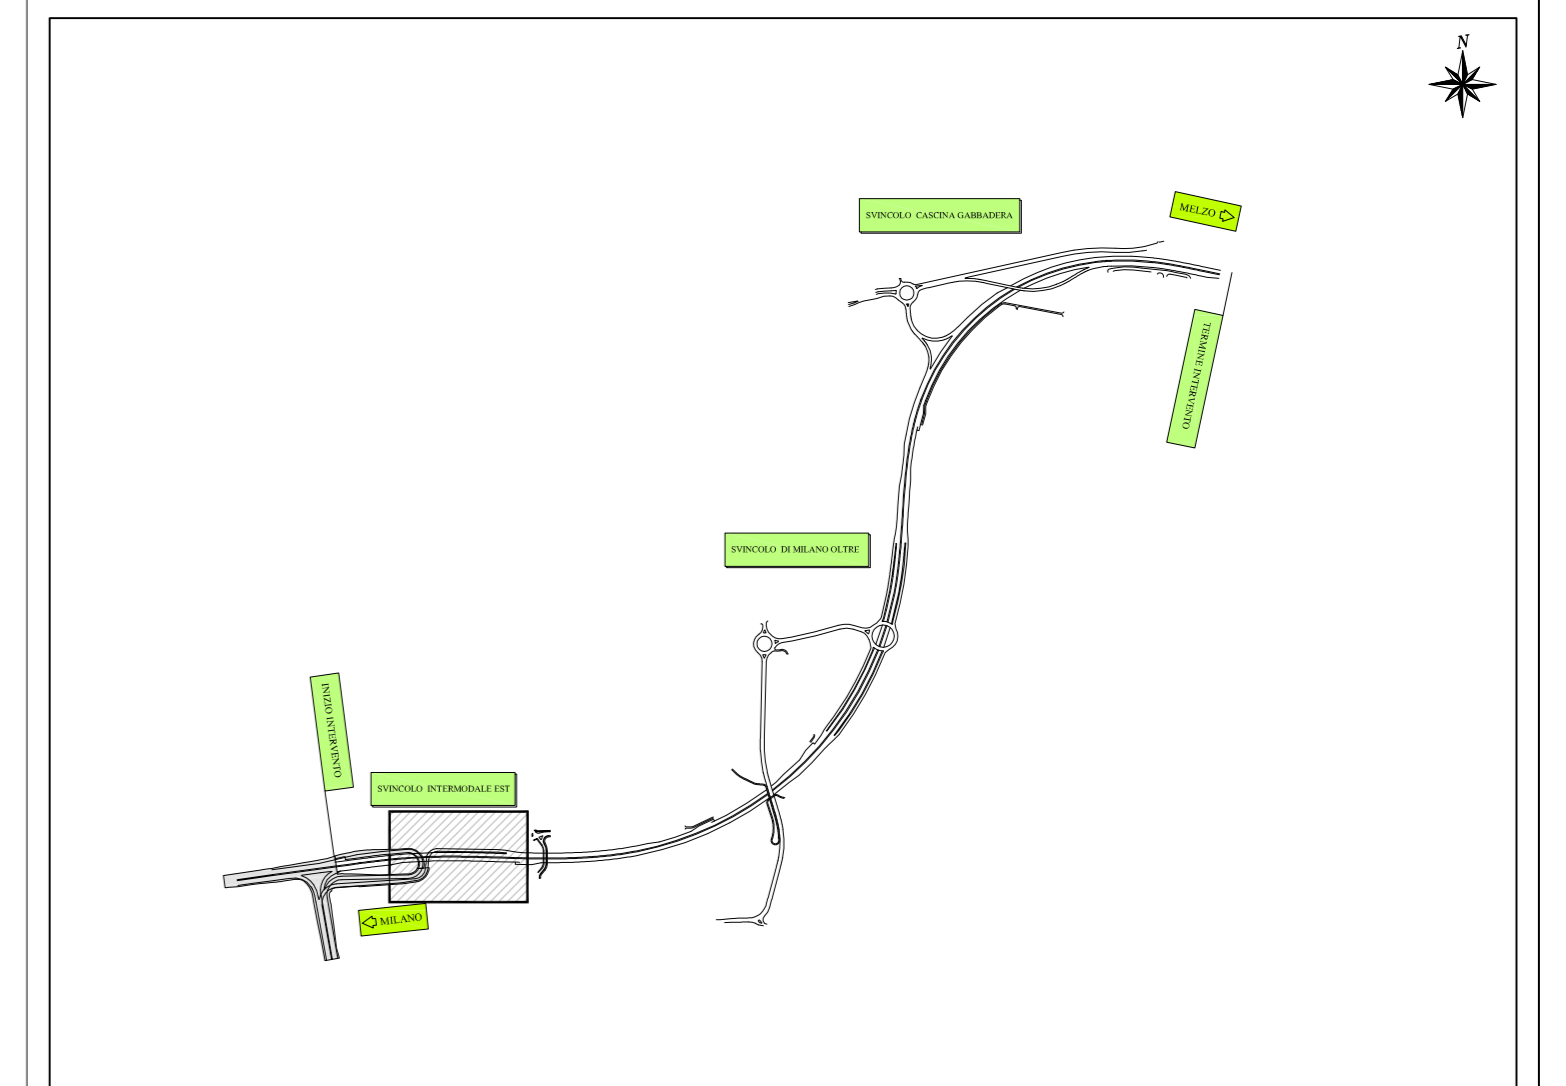 N
MELZO
SVINCOLO CASCINA GABBADERA
TERMINE INTERVENTO
SVINCOLO DI MILANO OLTRE
INIZIO INTERVENTO
SVINCOLO INTERMODALE EST
MILANO